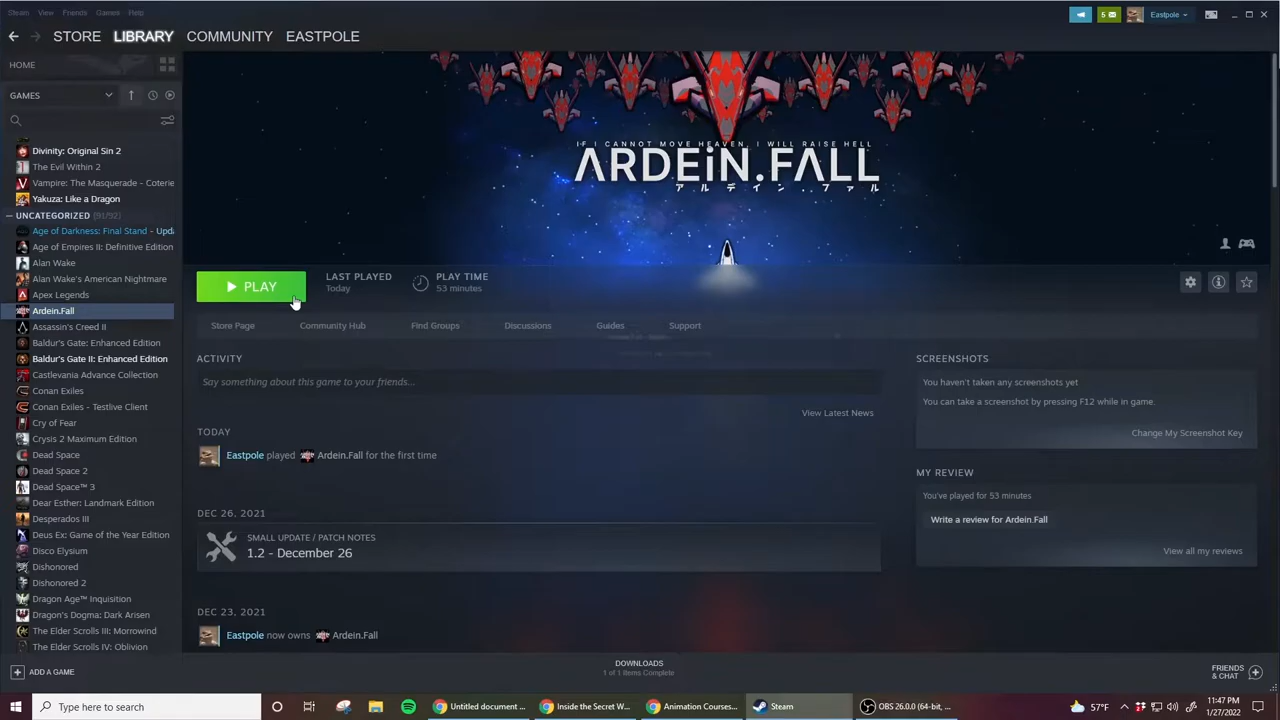 Steam View Friends Games Help
5 Eastpole
STORE LIBRARY COMMUNITY EASTPOLE
HOME
GAMES
Divinity: Original Sin 2
The Evil Within 2
Vampire: The Masquerade - Coterie
Yakuza: Like a Dragon
UNCATEGORIZED (91/92)
Age of Darkness: Final Stand - Upda
Age of Empires II: Definitive Edition
Alan Wake
Alan Wake's American Nightmare
Apex Legends
Ardein.Fall
Assassin's Creed II
Baldur's Gate: Enhanced Edition
Baldur's Gate II: Enhanced Edition
Castlevania Advance Collection
Conan Exiles
Conan Exiles - Testlive Client
Cry of Fear
Crysis 2 Maximum Edition
Dead Space
Dead Space 2
Dead Space™ 3
Dear Esther: Landmark Edition
Desperados III
Deus Ex: Game of the Year Edition
Disco Elysium
Dishonored
Dishonored 2
Dragon Age™ Inquisition
Dragon's Dogma: Dark Arisen
The Elder Scrolls III: Morrowind
The Elder Scrolls IV: Oblivion
ADD A GAME
IF I CANNOT MOVE HEAVEN, I WILL RAISE HELL
ARDEiN.FALL
アルデイン.ファル
PLAY
LAST PLAYED
Today
PLAY TIME
53 minutes
Store Page Community Hub Find Groups Discussions Guides Support
ACTIVITY
Say something about this game to your friends...
View Latest News
TODAY
Eastpole played Ardein.Fall for the first time
DEC 26, 2021
SMALL UPDATE / PATCH NOTES
1.2 - December 26
DEC 23, 2021
Eastpole now owns Ardein.Fall
SCREENSHOTS
You haven't taken any screenshots yet
You can take a screenshot by pressing F12 while in game.
Change My Screenshot Key
MY REVIEW
You've played for 53 minutes
Write a review for Ardein.Fall
View all my reviews
DOWNLOADS
1 of 1 Items Complete
FRIENDS
& CHAT
Type here to search
Untitled document ...
Inside the Secret W...
Animation Courses...
Steam
OBS 26.0.0 (64-bit, ...
57°F
11:47 PM
1/27/2022